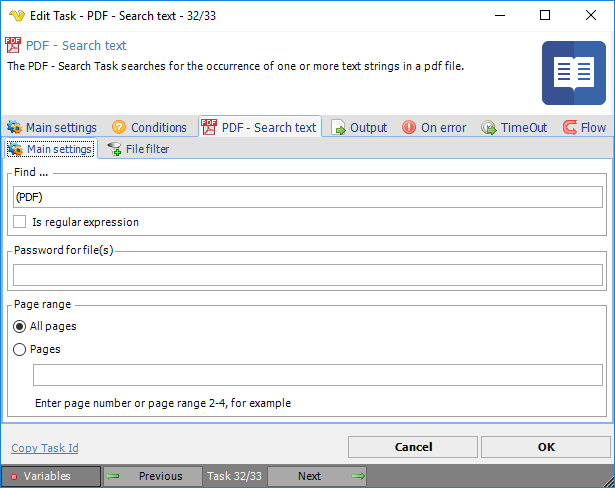 Edit Task - PDF - Search text - 32/33
PDF
PDF - Search text
The PDF - Search Task searches for the occurrence of one or more text strings in a pdf file.
Main settings Conditions PDF PDF - Search text Output On error TimeOut Flow
Main settings File filter
Find ...
(PDF)
Is regular expression
Password for file(s)
Page range
All pages
Pages
Enter page number or page range 2-4, for example
Copy Task Id Cancel OK
Variables Previous Task 32/33 Next